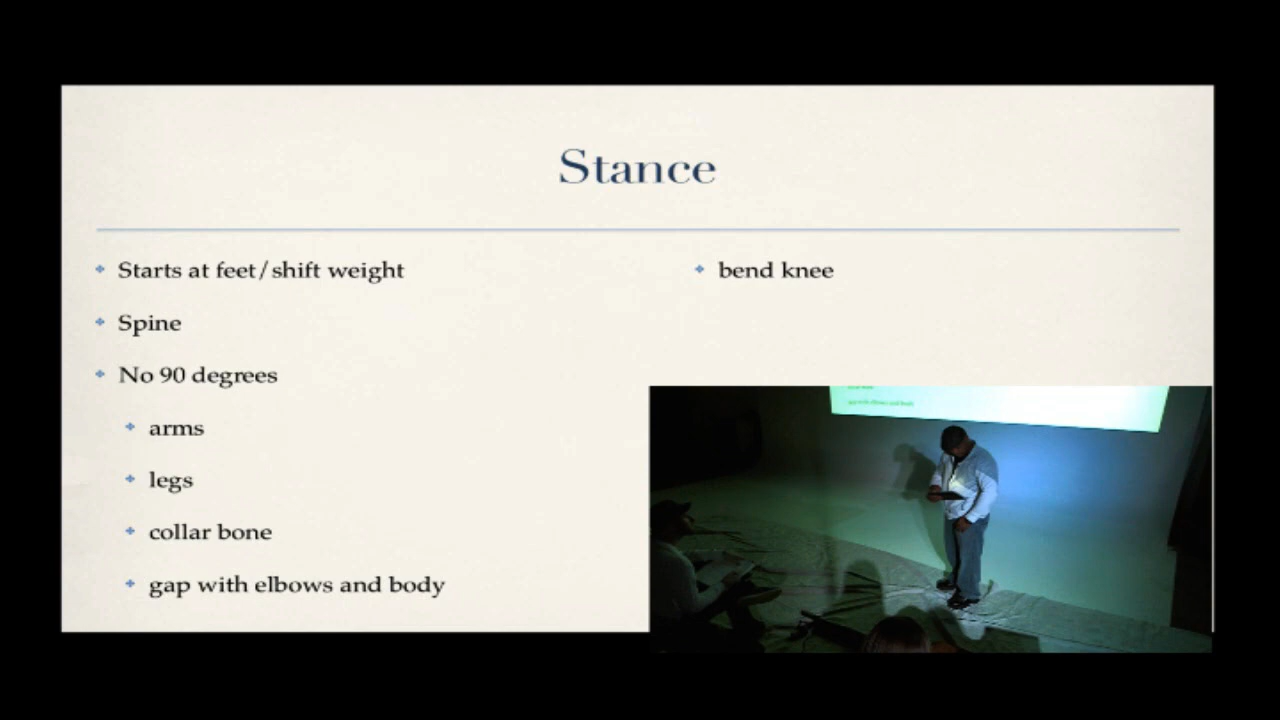 Stance
Starts at feet/shift weight
Spine
No 90 degrees
arms
legs
collar bone
gap with elbows and body
bend knee